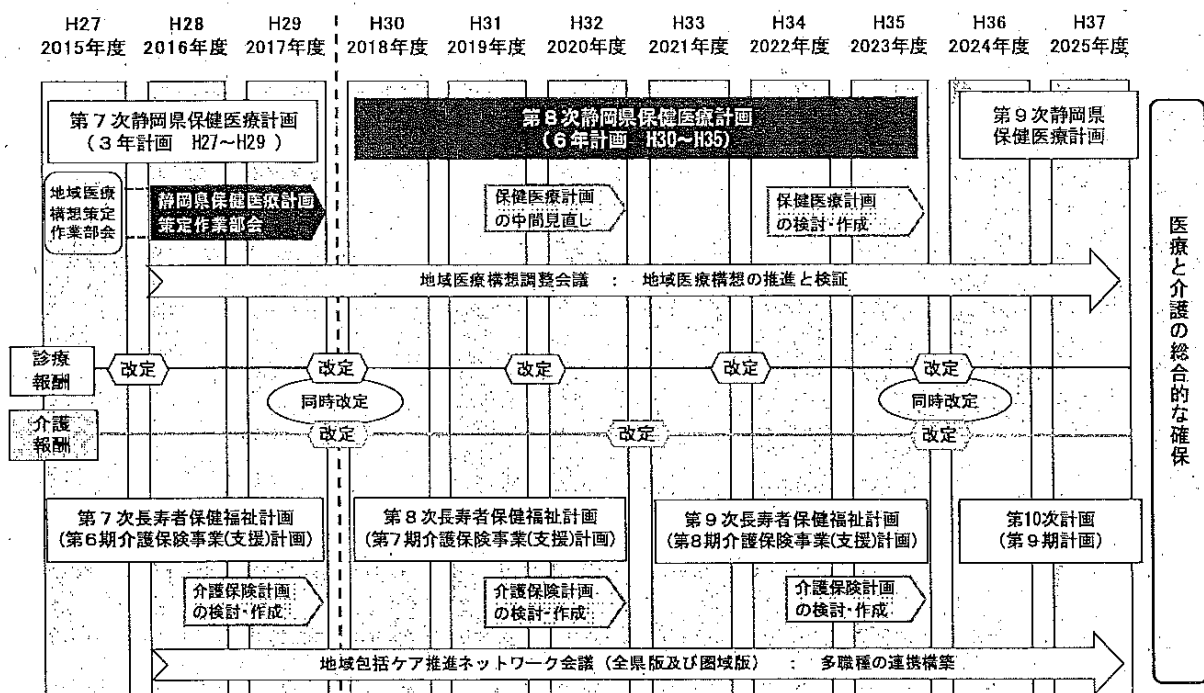 H27 H28 H29 H30 H31 H32 H33 H34 H35 H36 H37
2015年度 2016年度 2017年度 2018年度 2019年度 2020年度 2021年度 2022年度 2023年度 2024年度 2025年度
第7次静岡県保健医療計画
(3年計画 H27~H29)
第8次静岡県保健医療計画
(6年計画 H30~H35)
第9次静岡県
保健医療計画
地域医療
構想策定
作業部会
静岡県保健医療計画
策定作業部会
保健医療計画
の中間見直し
保健医療計画
の検討・作成
地域医療構想調整会議 : 地域医療構想の推進と検証
診療
報酬
改定 改定 改定 改定 改定
同時改定 同時改定
介護
報酬
改定 改定 改定
第7次長寿者保健福祉計画
(第6期介護保険事業(支援)計画)
第8次長寿者保健福祉計画
(第7期介護保険事業(支援)計画)
第9次長寿者保健福祉計画
(第8期介護保険事業(支援)計画)
第10次計画
(第9期計画)
介護保険計画
の検討・作成
介護保険計画
の検討・作成
介護保険計画
の検討・作成
地域包括ケア推進ネットワーク会議(全県版及び圏域版) : 多職種の連携構築
医療と介護の総合的な確保